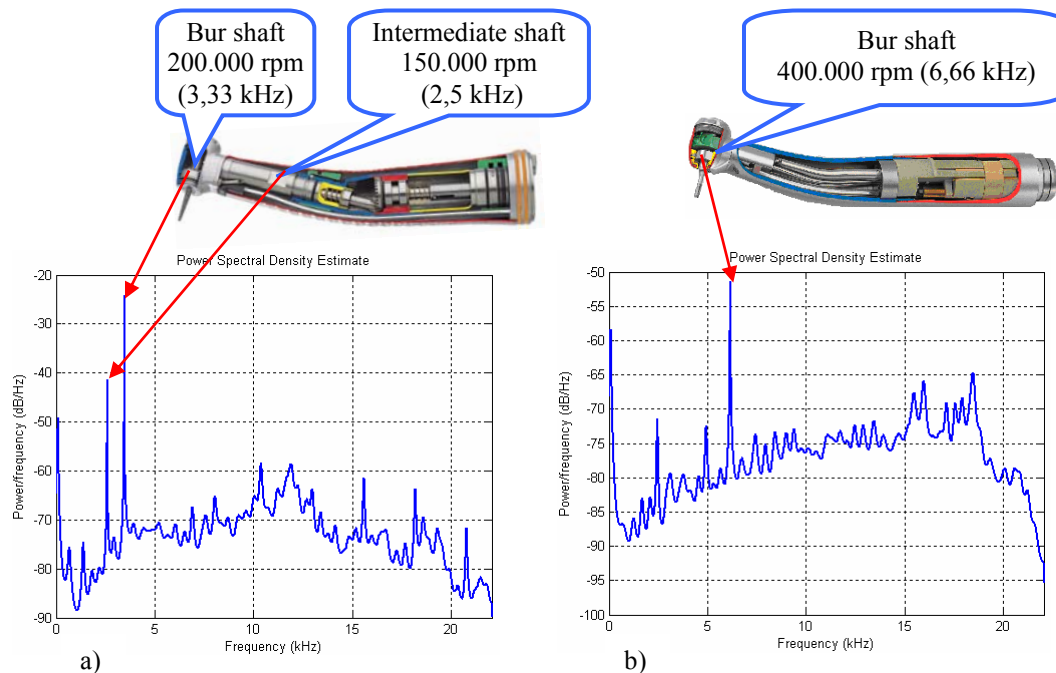 Bur shaft
200.000 rpm
(3,33 kHz)
Intermediate shaft
150.000 rpm
(2,5 kHz)
Bur shaft
400.000 rpm (6,66 kHz)
Power Spectral Density Estimate
-20
-30
-40
-50
-60
-70
-80
-90
Power/frequency (dB/Hz)
0 5 10 15 20
Frequency (kHz)
a)
Power Spectral Density Estimate
-50
-55
-60
-65
-70
-75
-80
-85
-90
-95
-100
Power/frequency (dB/Hz)
0 5 10 15 20
Frequency (kHz)
b)